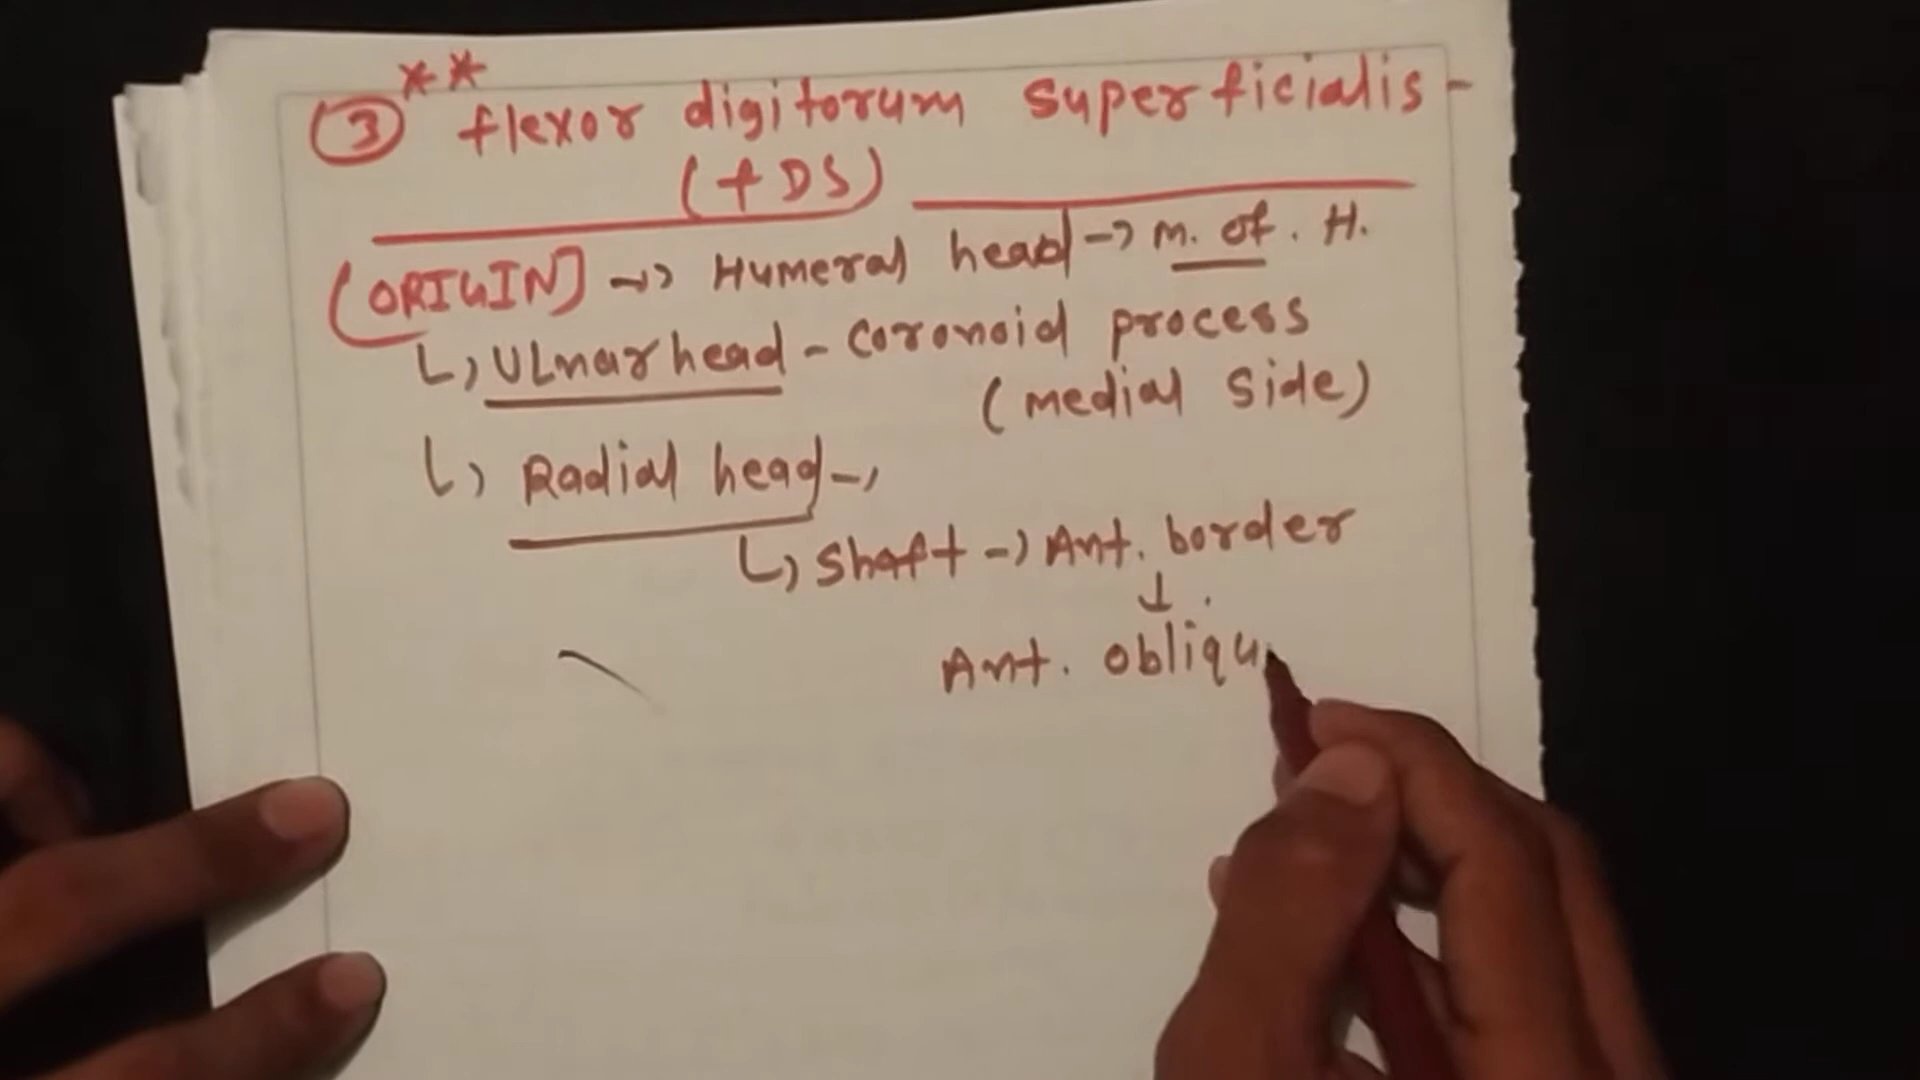 ③ ** flexor digitorum superficialis -
(fDS)
[ORIGIN] -> Humeral head -> M. of. H.
↳ Ulnar head - coronoid process
(medial side)
↳ Radial head ->
↳ shaft -> Ant. border
↓
Ant. obliqu